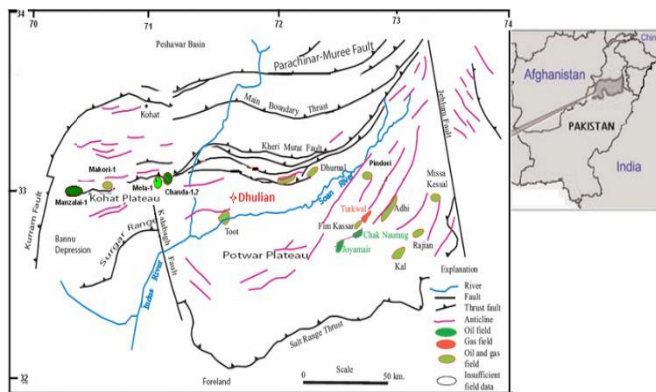 70
71
72
73
74
34
Peshawar Basin
Parachinar-Muree Fault
Main Boundary Thrust
Kohat
Jehlum Fault
Kheri Murat Fault
Makori-1
Mela-1
Chanda-1,2
Dhurnal
Pindori
Missa
Kessal
33
Manzalai-1
Kohat Plateau
Dhulian
Soan River
Turkwal
Adhi
Kurram Fault
Toot
Fim Kassar
Chak Naurang
Rajian
Bannu
Depression
Surgar Range
Kalabagh
Fault
Joyamair
Kal
Potwar Plateau
Indus River
Salt Range Thrust
32
Foreland
Scale
0
50 km.
Explanation
River
Fault
Thrust fault
Anticline
Oil field
Gas field
Oil and gas
field
Insufficient
field data
Chin
Afghanistan
PAKISTAN
India